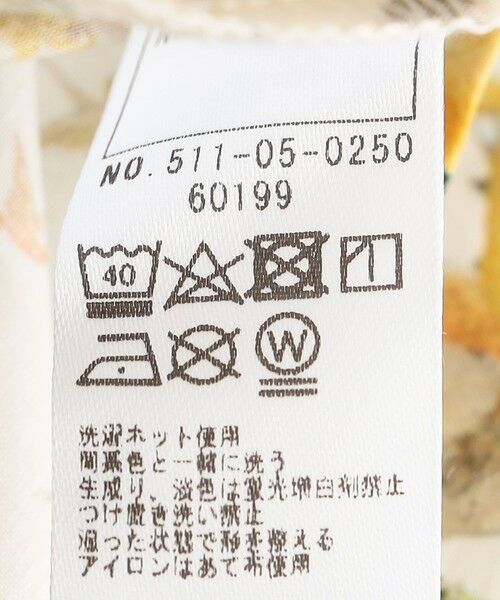 NO. 511-05-0250
60199
40
W
洗濯ネット使用
同系色と一緒に洗う
生成り、淡色は蛍光増白剤禁止
つけ置き洗い禁止
湿った状態で形を整える
アイロンはあて布使用